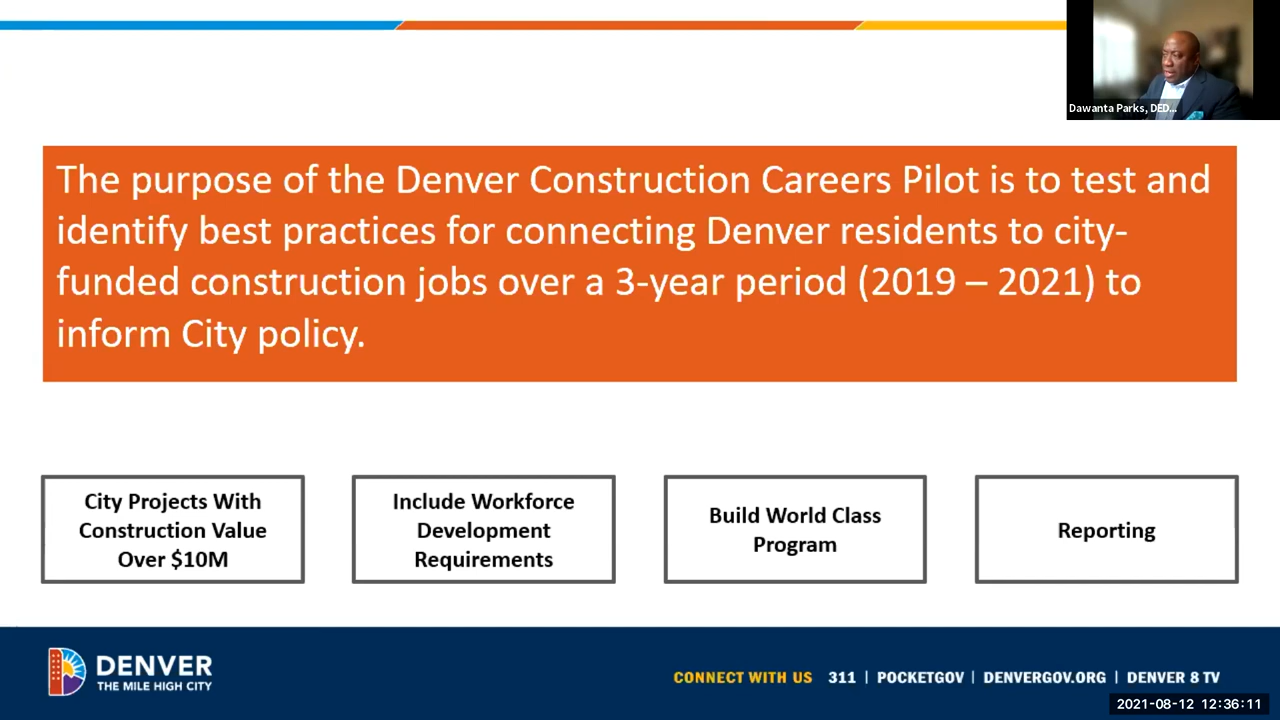 Dawanta Parks, DED...
The purpose of the Denver Construction Careers Pilot is to test and
identify best practices for connecting Denver residents to city-
funded construction jobs over a 3-year period (2019 – 2021) to
inform City policy.
City Projects With
Construction Value
Over $10M
Include Workforce
Development
Requirements
Build World Class
Program
Reporting
DENVER
THE MILE HIGH CITY
CONNECT WITH US 311 | POCKETGOV | DENVERGOV.ORG | DENVER 8 TV
2021-08-12 12:36:11